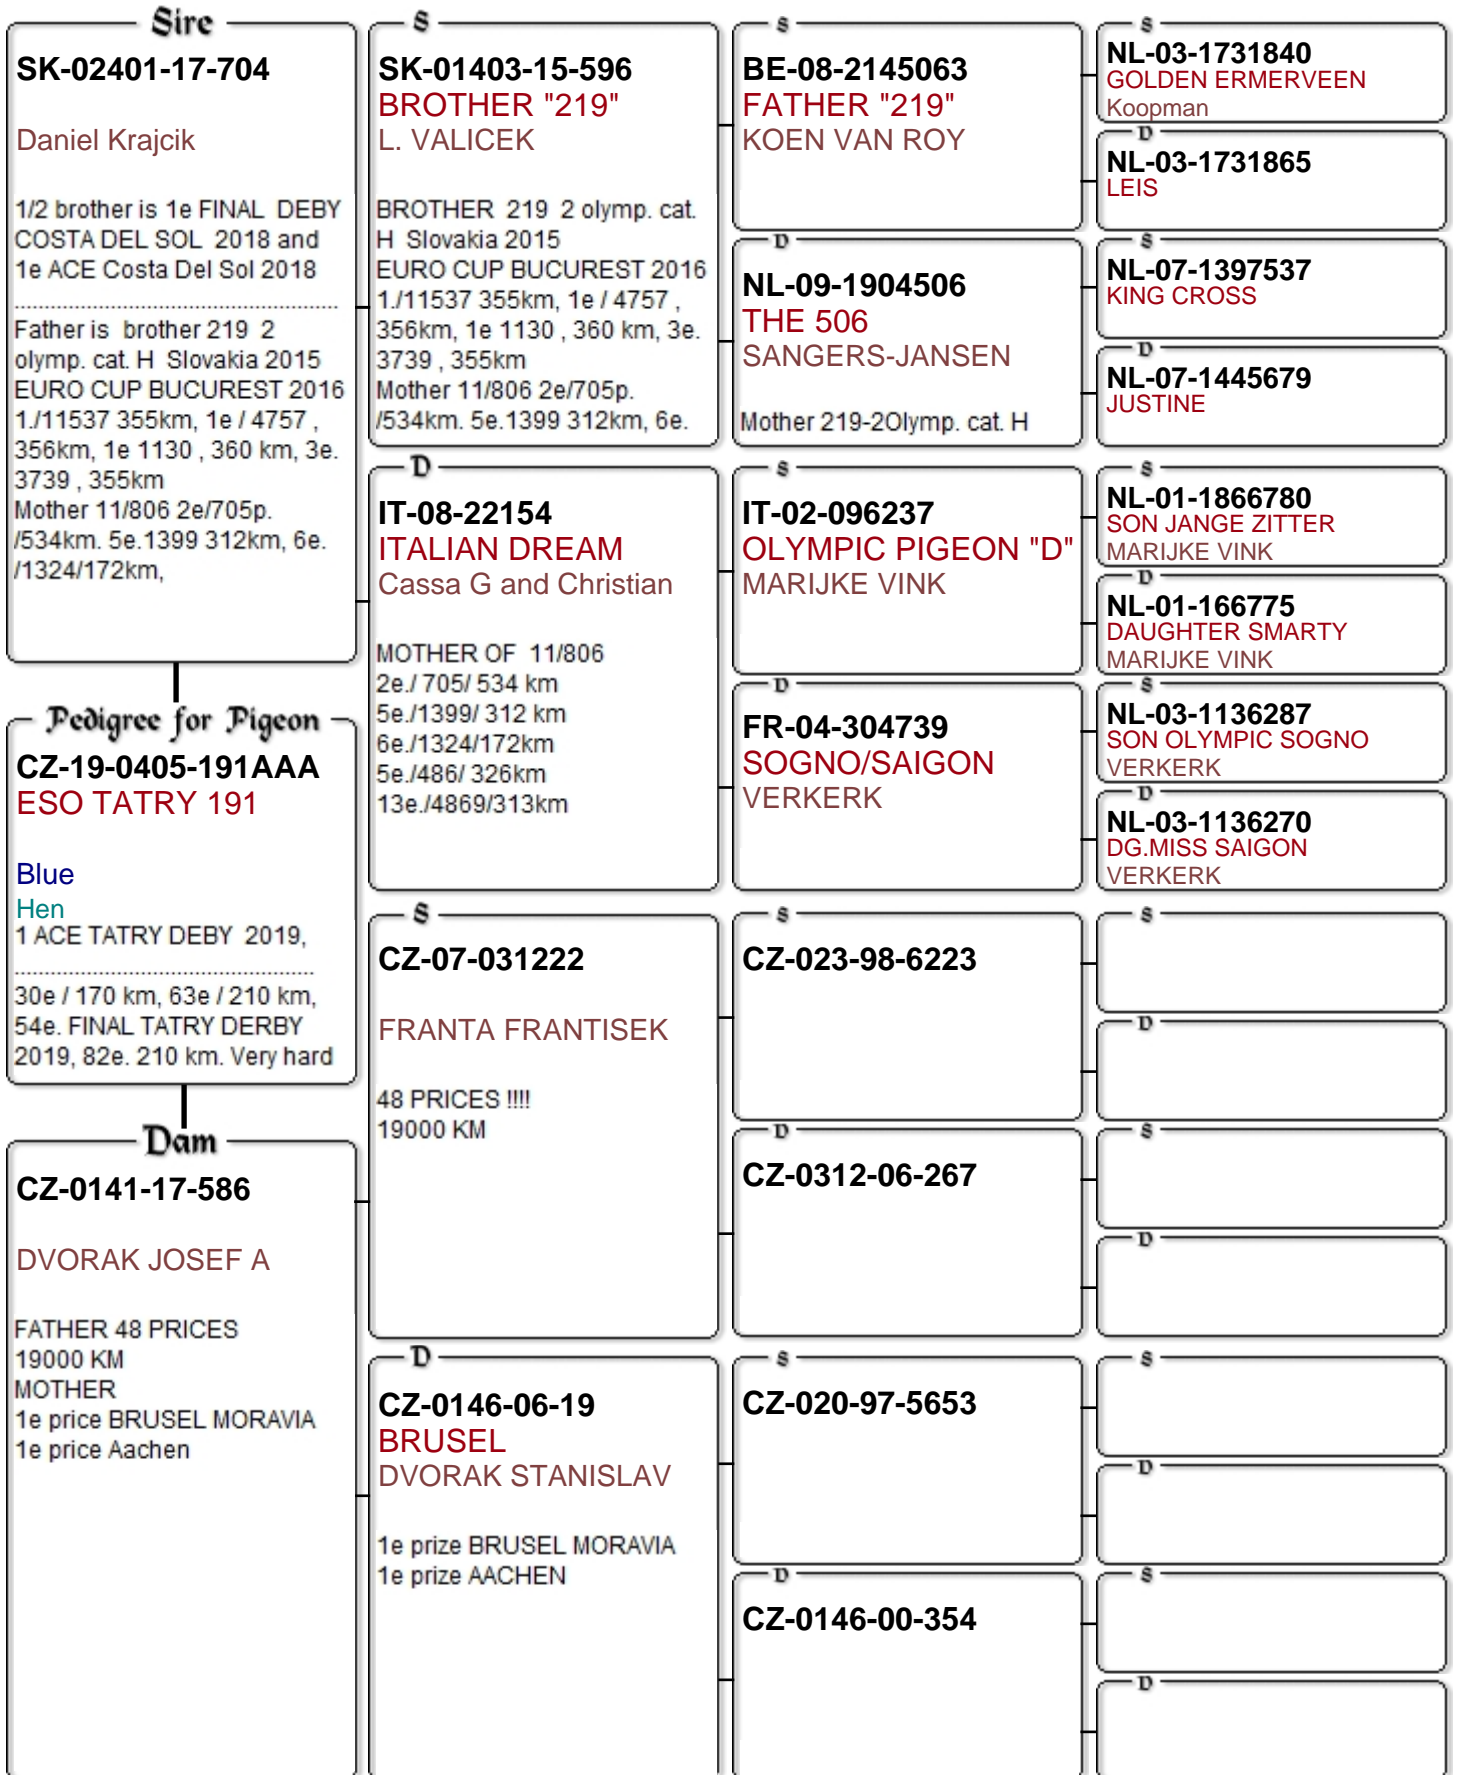 Sire
SK-02401-17-704
Daniel Krajcik
1/2 brother is 1e FINAL DEBY
COSTA DEL SOL 2018 and
1e ACE Costa Del Sol 2018
......................................................
Father is brother 219 2
olymp. cat. H Slovakia 2015
EURO CUP BUCUREST 2016
1./11537 355km, 1e / 4757 ,
356km, 1e 1130 , 360 km, 3e.
3739 , 355km
Mother 11/806 2e/705p.
/534km. 5e.1399 312km, 6e.
/1324/172km,
Pedigree for Pigeon
CZ-19-0405-191AAA
ESO TATRY 191
Blue
Hen
1 ACE TATRY DEBY 2019,
..................................................
30e / 170 km, 63e / 210 km,
54e. FINAL TATRY DERBY
2019, 82e. 210 km. Very hard
Dam
CZ-0141-17-586
DVORAK JOSEF A
FATHER 48 PRICES
19000 KM
MOTHER
1e price BRUSEL MORAVIA
1e price Aachen
S
SK-01403-15-596
BROTHER "219"
L. VALICEK
BROTHER 219 2 olymp. cat.
H Slovakia 2015
EURO CUP BUCUREST 2016
1./11537 355km, 1e / 4757 ,
356km, 1e 1130 , 360 km, 3e.
3739 , 355km
Mother 11/806 2e/705p.
/534km. 5e.1399 312km, 6e.
D
IT-08-22154
ITALIAN DREAM
Cassa G and Christian
MOTHER OF 11/806
2e./ 705/ 534 km
5e./1399/ 312 km
6e./1324/172km
5e./486/ 326km
13e./4869/313km
S
CZ-07-031222
FRANTA FRANTISEK
48 PRICES !!!!
19000 KM
D
CZ-0146-06-19
BRUSEL
DVORAK STANISLAV
1e prize BRUSEL MORAVIA
1e prize AACHEN
S
BE-08-2145063
FATHER "219"
KOEN VAN ROY
D
NL-09-1904506
THE 506
SANGERS-JANSEN
Mother 219-2Olymp. cat. H
S
IT-02-096237
OLYMPIC PIGEON "D"
MARIJKE VINK
D
FR-04-304739
SOGNO/SAIGON
VERKERK
S
CZ-023-98-6223
D
CZ-0312-06-267
S
CZ-020-97-5653
D
CZ-0146-00-354
S
NL-03-1731840
GOLDEN ERMERVEEN
Koopman
D
NL-03-1731865
LEIS
S
NL-07-1397537
KING CROSS
D
NL-07-1445679
JUSTINE
S
NL-01-1866780
SON JANGE ZITTER
MARIJKE VINK
D
NL-01-166775
DAUGHTER SMARTY
MARIJKE VINK
S
NL-03-1136287
SON OLYMPIC SOGNO
VERKERK
D
NL-03-1136270
DG.MISS SAIGON
VERKERK
S
D
S
D
S
D
S
D